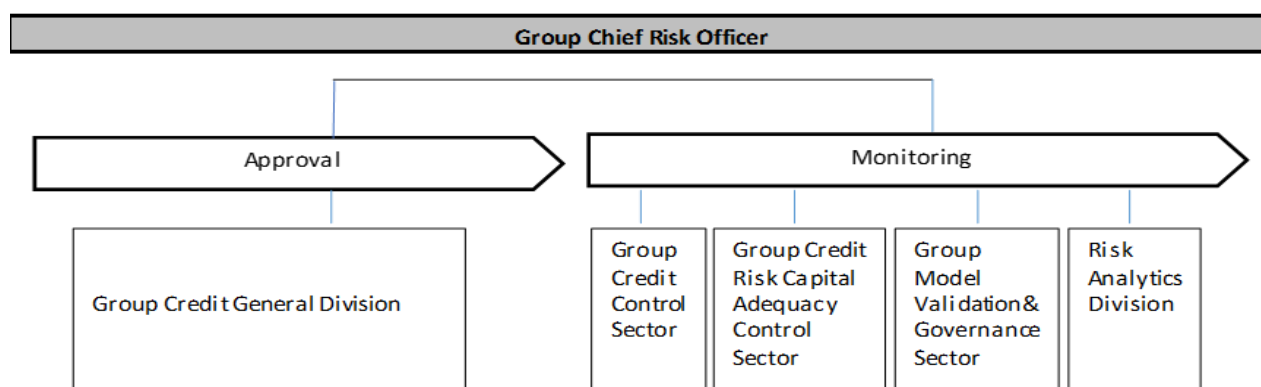 Group Chief Risk Officer
Approval
Monitoring
Group Credit General Division
Group
Credit
Control
Sector
Group Credit
Risk Capital
Adequacy
Control
Sector
Group
Model
Validation&
Governance
Sector
Risk
Analytics
Division